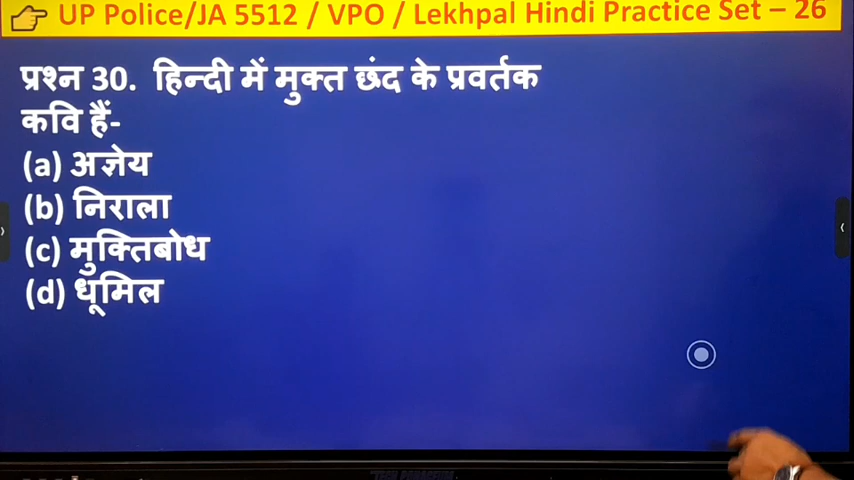 UP Police/JA 5512 / VPO / Lekhpal Hindi Practice Set – 26
प्रश्न 30. हिन्दी में मुक्त छंद के प्रवर्तक
कवि हैं-
(a) अज्ञेय
(b) निराला
(c) मुक्तिबोध
(d) धूमिल